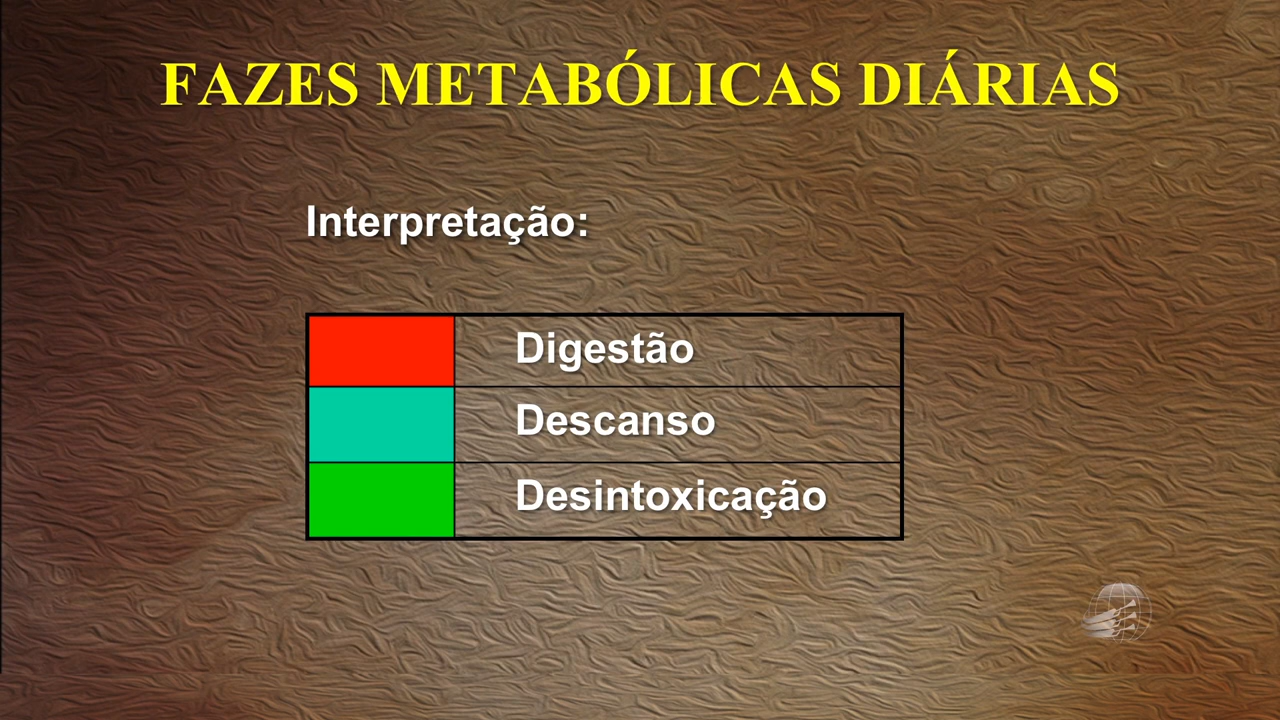 FAZES METABÓLICAS DIÁRIAS
Interpretação:
Digestão
Descanso
Desintoxicação